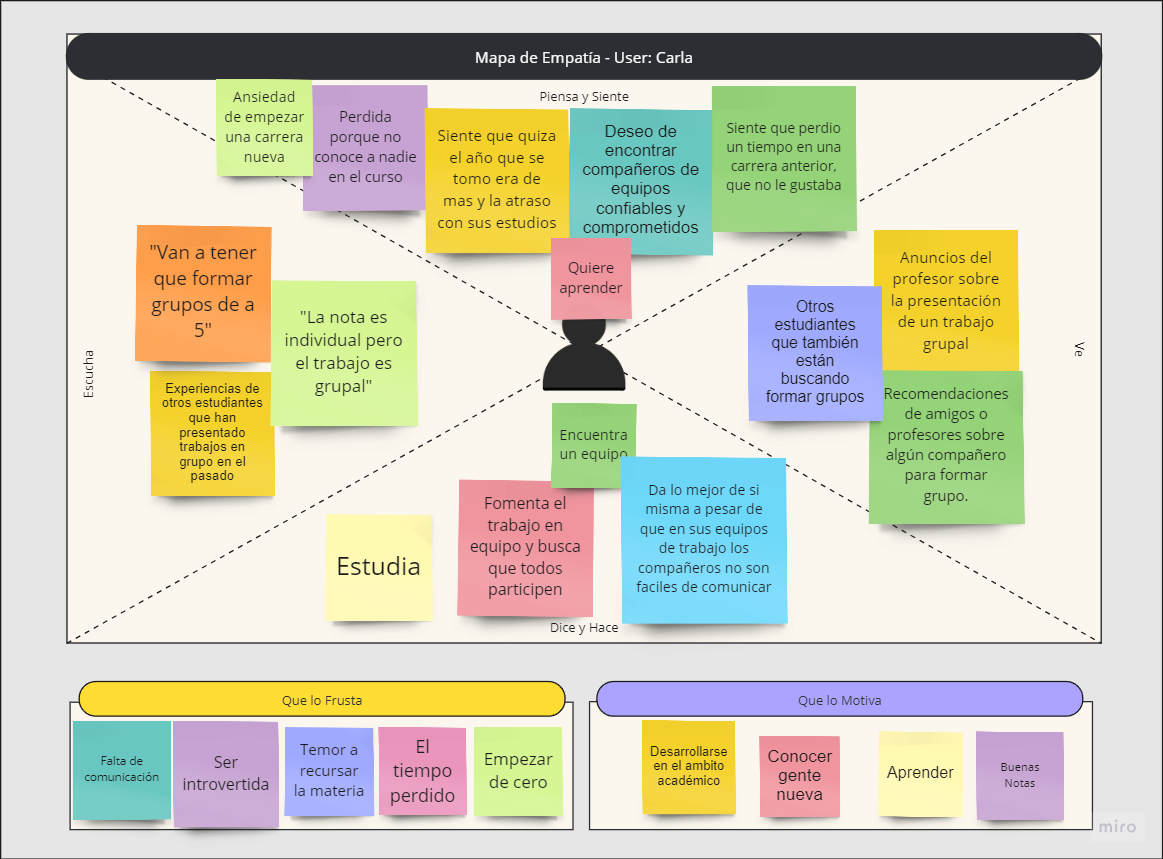 Mapa de Empatía - User: Carla
Piensa y Siente
Ansiedad
de empezar
una carrera
nueva
Perdida
porque no
conoce a nadie
en el curso
Siente que quiza
el año que se
tomo era de
mas y la atraso
con sus estudios
Deseo de
encontrar
compañeros de
equipos
confiables y
comprometidos
Siente que perdio
un tiempo en una
carrera anterior,
que no le gustaba
Quiere
aprender
Escucha
"Van a tener
que formar
grupos de a
5"
"La nota es
individual pero
el trabajo es
grupal"
Experiencias de
otros estudiantes
que han
presentado
trabajos en
grupo en el
pasado
Ve
Otros
estudiantes
que también
están
buscando
formar grupos
Anuncios del
profesor sobre
la presentación
de un trabajo
grupal
Recomendaciones
de amigos o
profesores sobre
algún compañero
para formar
grupo.
Encuentra
un equipo
Estudia
Fomenta el
trabajo en
equipo y busca
que todos
participen
Da lo mejor de si
misma a pesar de
que en sus equipos
de trabajo los
compañeros no son
faciles de comunicar
Dice y Hace
Que lo Frusta
Falta de
comunicación
Ser
introvertida
Temor a
recursar
la materia
El
tiempo
perdido
Empezar
de cero
Que lo Motiva
Desarrollarse
en el ambito
académico
Conocer
gente
nueva
Aprender
Buenas
Notas
miro